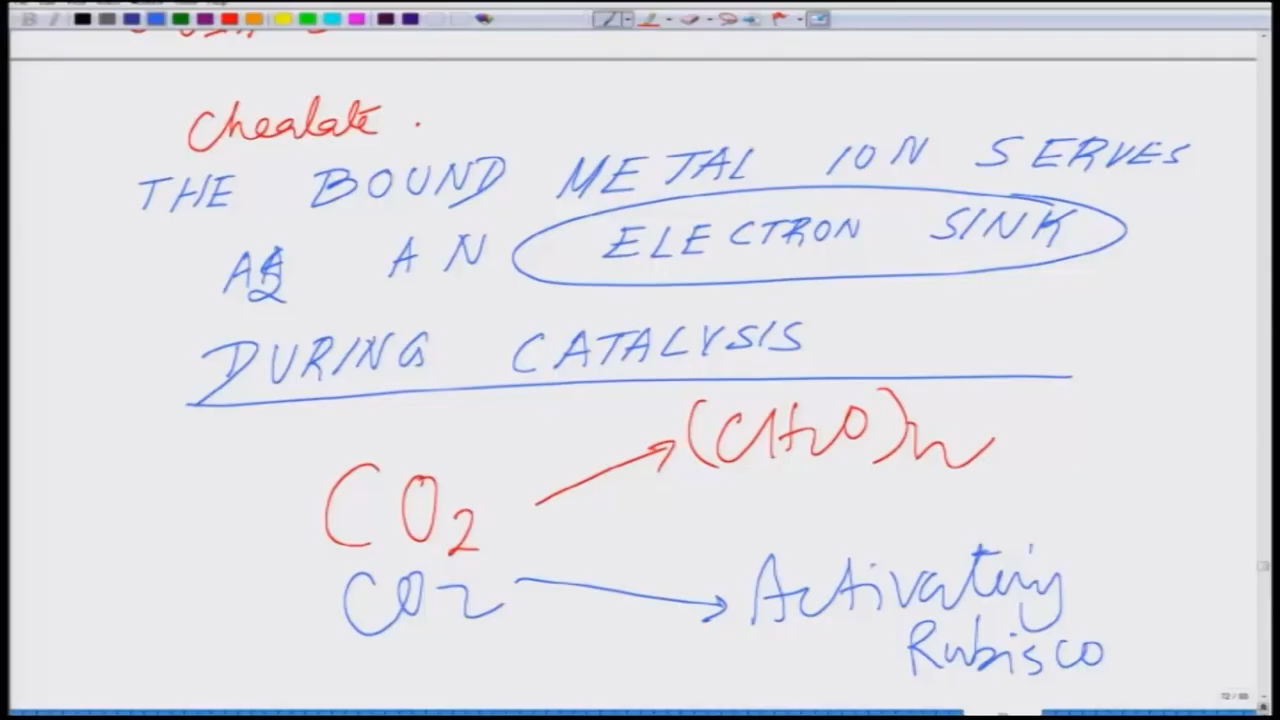 Chealate .
THE BOUND METAL ION SERVES
AS AN ELECTRON SINK
DURING CATALYSIS
CO2 → (CH2O)n
CO2 → Activating
Rubisco